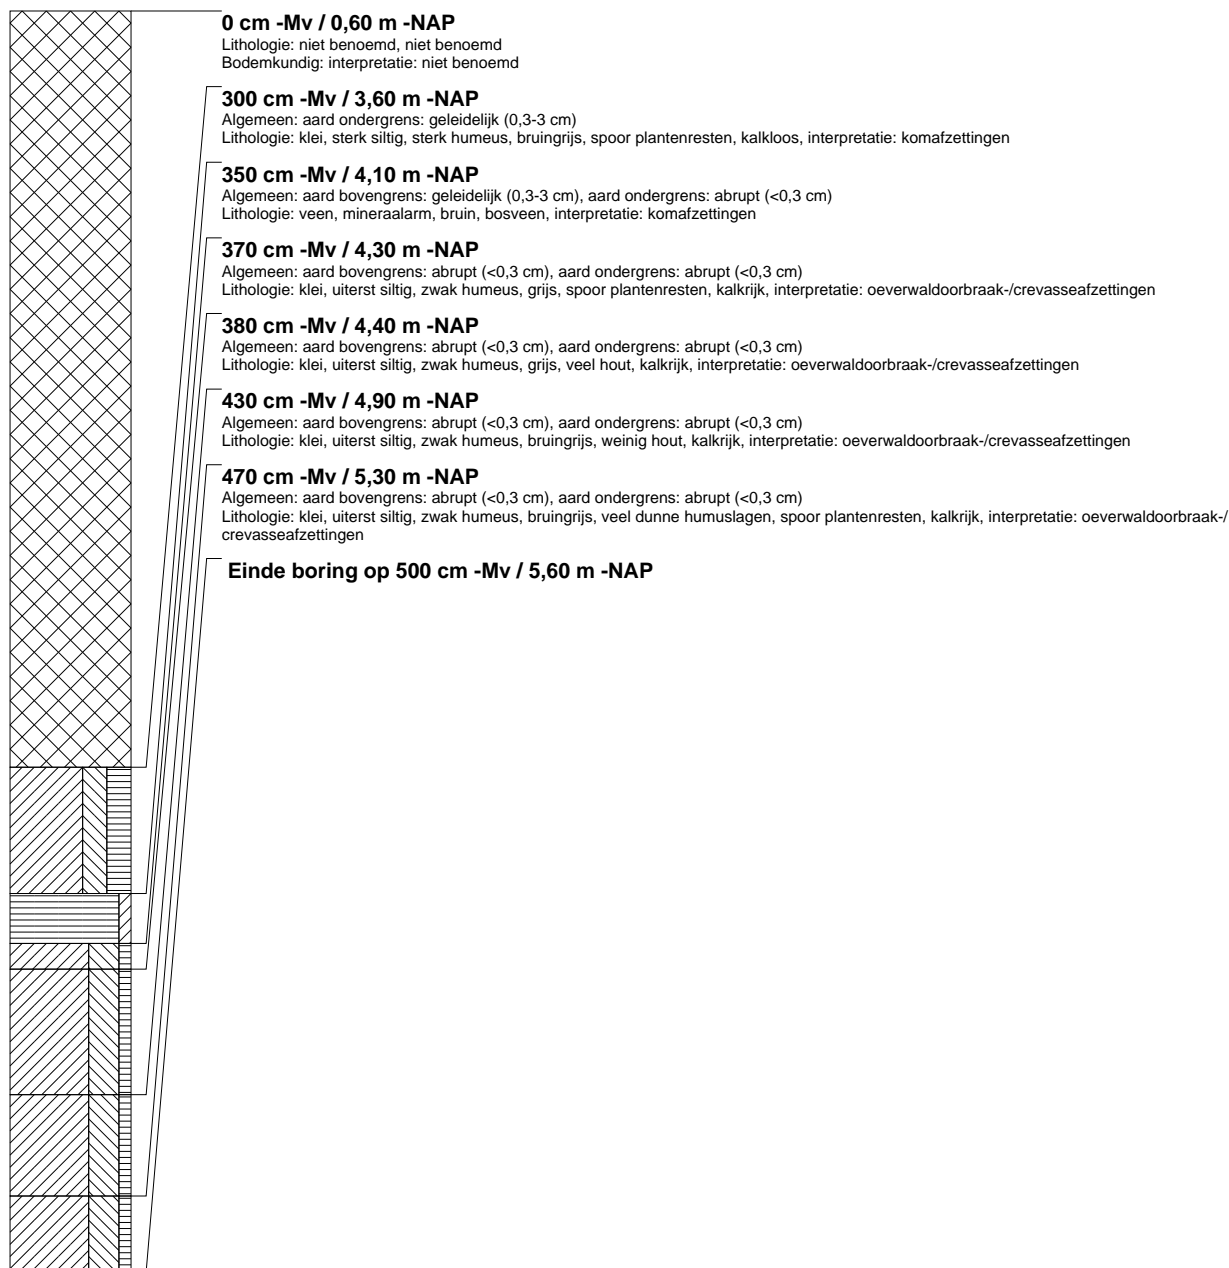 0 cm -Mv / 0,60 m -NAP
Lithologie: niet benoemd, niet benoemd
Bodemkundig: interpretatie: niet benoemd
300 cm -Mv / 3,60 m -NAP
Algemeen: aard ondergrens: geleidelijk (0,3-3 cm)
Lithologie: klei, sterk siltig, sterk humeus, bruingrijs, spoor plantenresten, kalkloos, interpretatie: komafzettingen
350 cm -Mv / 4,10 m -NAP
Algemeen: aard bovengrens: geleidelijk (0,3-3 cm), aard ondergrens: abrupt (<0,3 cm)
Lithologie: veen, mineraalarm, bruin, bosveen, interpretatie: komafzettingen
370 cm -Mv / 4,30 m -NAP
Algemeen: aard bovengrens: abrupt (<0,3 cm), aard ondergrens: abrupt (<0,3 cm)
Lithologie: klei, uiterst siltig, zwak humeus, grijs, spoor plantenresten, kalkrijk, interpretatie: oeverwaldoorbraak-/crevasseafzettingen
380 cm -Mv / 4,40 m -NAP
Algemeen: aard bovengrens: abrupt (<0,3 cm), aard ondergrens: abrupt (<0,3 cm)
Lithologie: klei, uiterst siltig, zwak humeus, grijs, veel hout, kalkrijk, interpretatie: oeverwaldoorbraak-/crevasseafzettingen
430 cm -Mv / 4,90 m -NAP
Algemeen: aard bovengrens: abrupt (<0,3 cm), aard ondergrens: abrupt (<0,3 cm)
Lithologie: klei, uiterst siltig, zwak humeus, bruingrijs, weinig hout, kalkrijk, interpretatie: oeverwaldoorbraak-/crevasseafzettingen
470 cm -Mv / 5,30 m -NAP
Algemeen: aard bovengrens: abrupt (<0,3 cm), aard ondergrens: abrupt (<0,3 cm)
Lithologie: klei, uiterst siltig, zwak humeus, bruingrijs, veel dunne humuslagen, spoor plantenresten, kalkrijk, interpretatie: oeverwaldoorbraak-/
crevasseafzettingen
Einde boring op 500 cm -Mv / 5,60 m -NAP